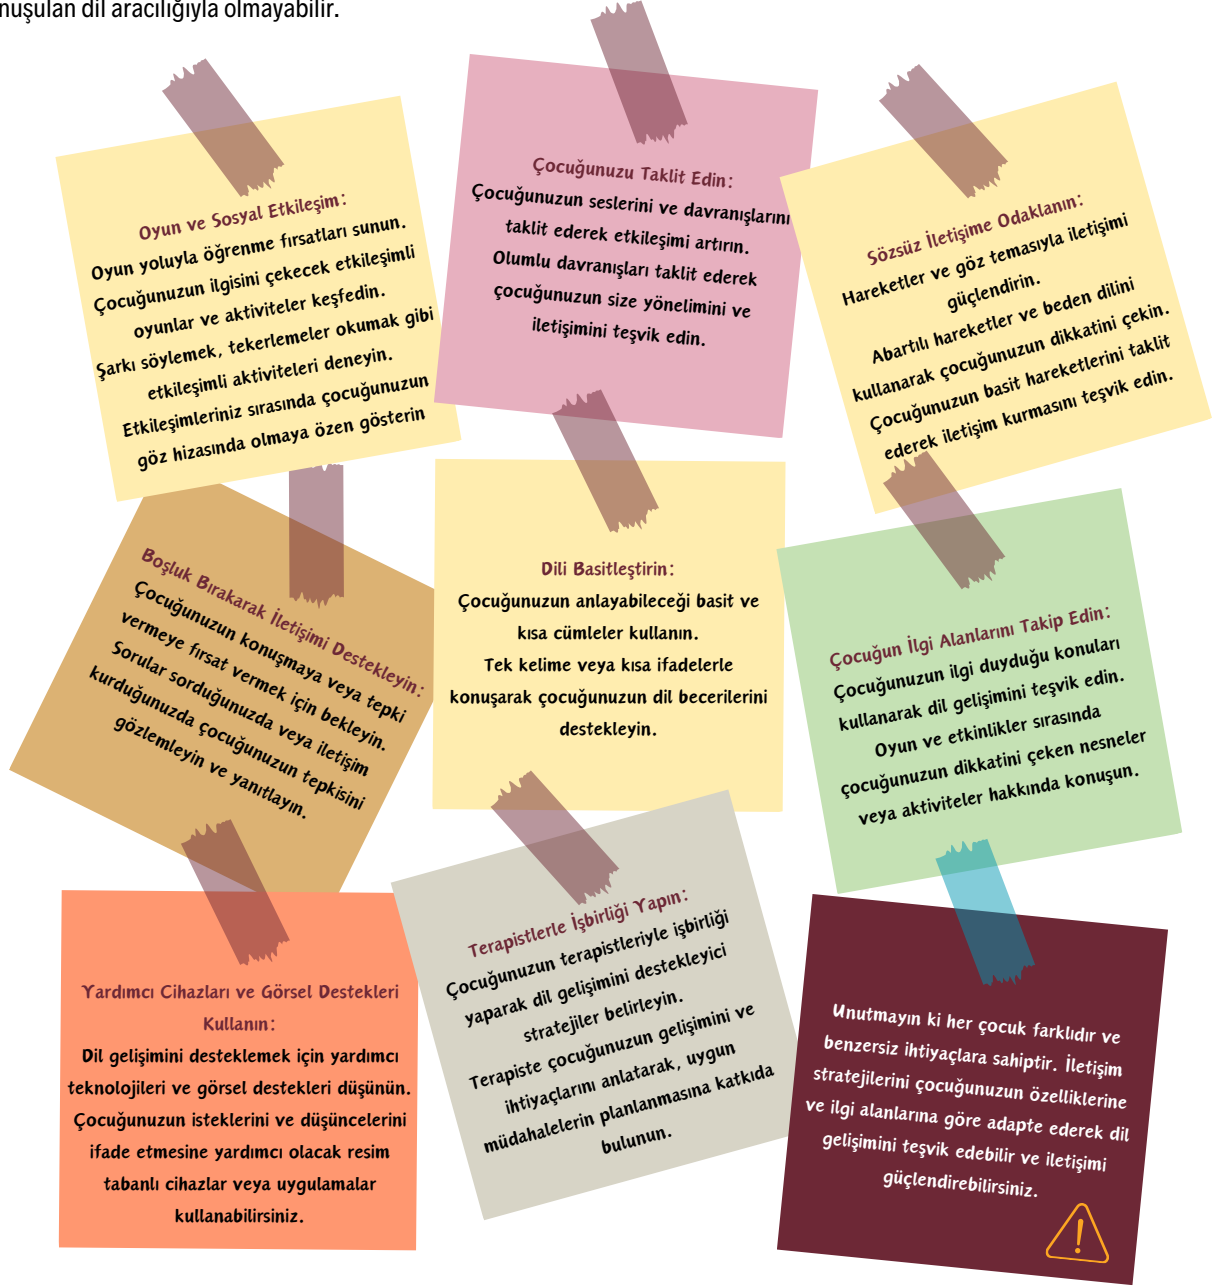 nuşulan dil aracılığıyla olmayabilir.
Oyun ve Sosyal Etkileşim:
Oyun yoluyla öğrenme fırsatları sunun.
Çocuğunuzun ilgisini çekecek etkileşimli
oyunlar ve aktiviteler keşfedin.
Şarkı söylemek, tekerlemeler okumak gibi
etkileşimli aktiviteleri deneyin.
Etkileşimleriniz sırasında çocuğunuzun
göz hizasında olmaya özen gösterin
Çocuğunuzu Taklit Edin:
Çocuğunuzun seslerini ve davranışlarını
taklit ederek etkileşimi artırın.
Olumlu davranışları taklit ederek
çocuğunuzun size yönelimini ve
iletişimini teşvik edin.
Sözsüz İletişime Odaklanın:
Hareketler ve göz temasıyla iletişimi
güçlendirin.
Abartılı hareketler ve beden dilini
kullanarak çocuğunuzun dikkatini çekin.
Çocuğunuzun basit hareketlerini taklit
ederek iletişim kurmasını teşvik edin.
Boşluk Bırakarak İletişimi Destekleyin:
Çocuğunuzun konuşmaya veya tepki
vermeye fırsat vermek için bekleyin.
Sorular sorduğunuzda veya iletişim
kurduğunuzda çocuğunuzun tepkisini
gözlemleyin ve yanıtlayın.
Dili Basitleştirin:
Çocuğunuzun anlayabileceği basit ve
kısa cümleler kullanın.
Tek kelime veya kısa ifadelerle
konuşarak çocuğunuzun dil becerilerini
destekleyin.
Çocuğun İlgi Alanlarını Takip Edin:
Çocuğunuzun ilgi duyduğu konuları
kullanarak dil gelişimini teşvik edin.
Oyun ve etkinlikler sırasında
çocuğunuzun dikkatini çeken nesneler
veya aktiviteler hakkında konuşun.
Yardımcı Cihazları ve Görsel Destekleri
Kullanın:
Dil gelişimini desteklemek için yardımcı
teknolojileri ve görsel destekleri düşünün.
Çocuğunuzun isteklerini ve düşüncelerini
ifade etmesine yardımcı olacak resim
tabanlı cihazlar veya uygulamalar
kullanabilirsiniz.
Terapistlerle İşbirliği Yapın:
Çocuğunuzun terapistleriyle işbirliği
yaparak dil gelişimini destekleyici
stratejiler belirleyin.
Terapiste çocuğunuzun gelişimini ve
ihtiyaçlarını anlatarak, uygun
müdahalelerin planlanmasına katkıda
bulunun.
Unutmayın ki her çocuk farklıdır ve
benzersiz ihtiyaçlara sahiptir. İletişim
stratejilerini çocuğunuzun özelliklerine
ve ilgi alanlarına göre adapte ederek dil
gelişimini teşvik edebilir ve iletişimi
güçlendirebilirsiniz.